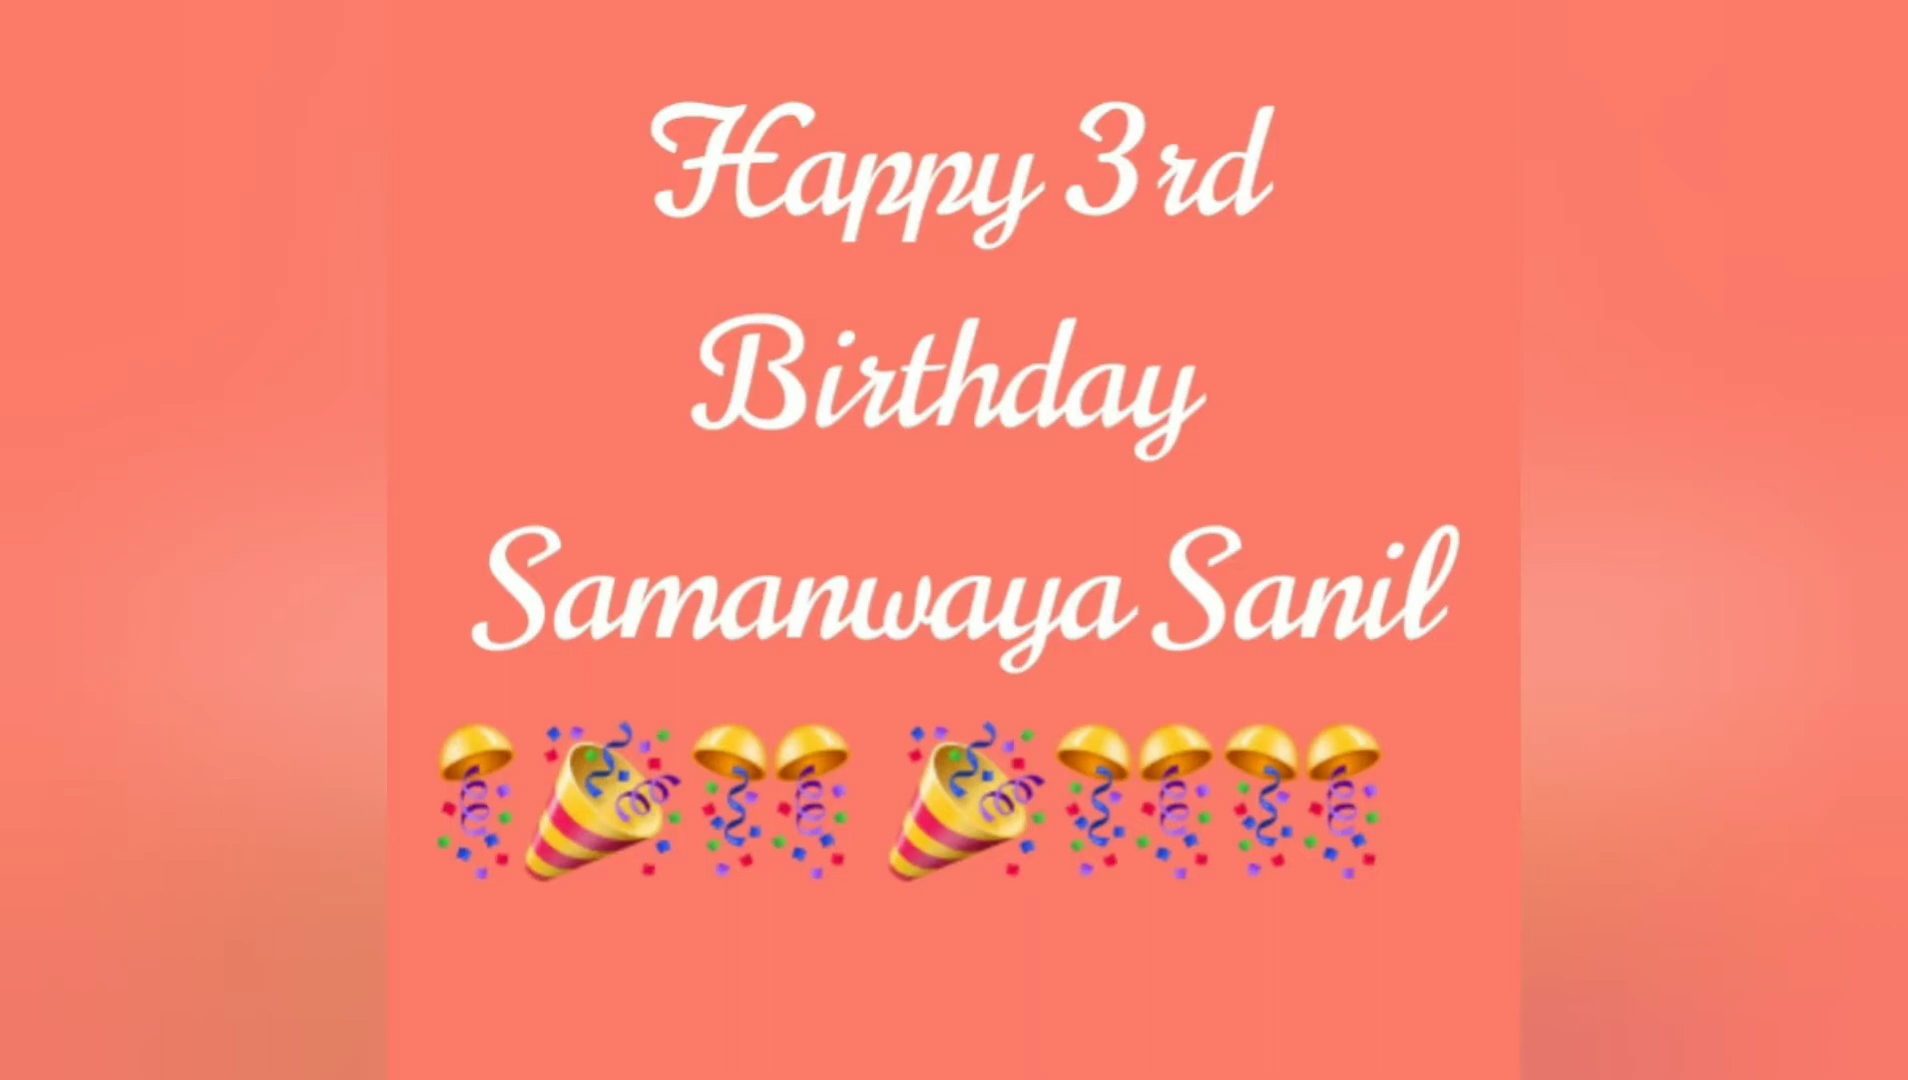 Happy 3rd
Birthday
Samanwaya Sanil
🎊🎉🎊🎊 🎉🎊🎊🎊🎊